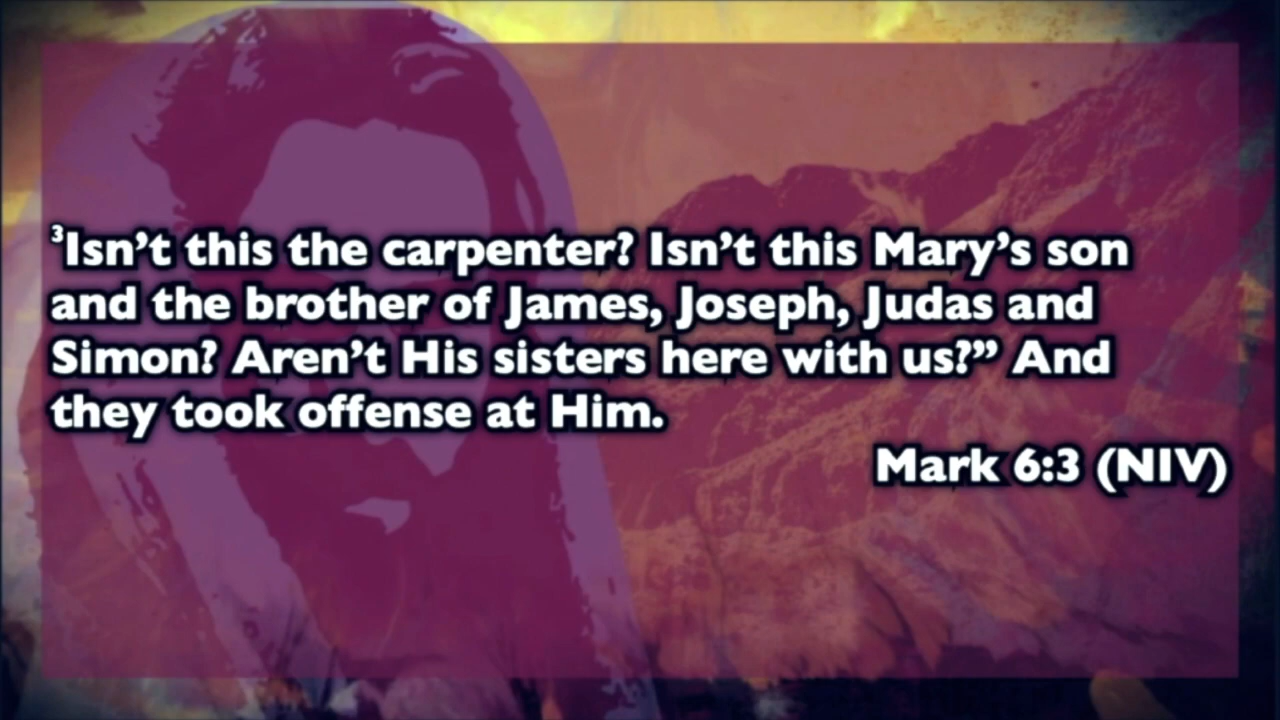 ³Isn’t this the carpenter? Isn’t this Mary’s son
and the brother of James, Joseph, Judas and
Simon? Aren’t His sisters here with us?” And
they took offense at Him.
Mark 6:3 (NIV)